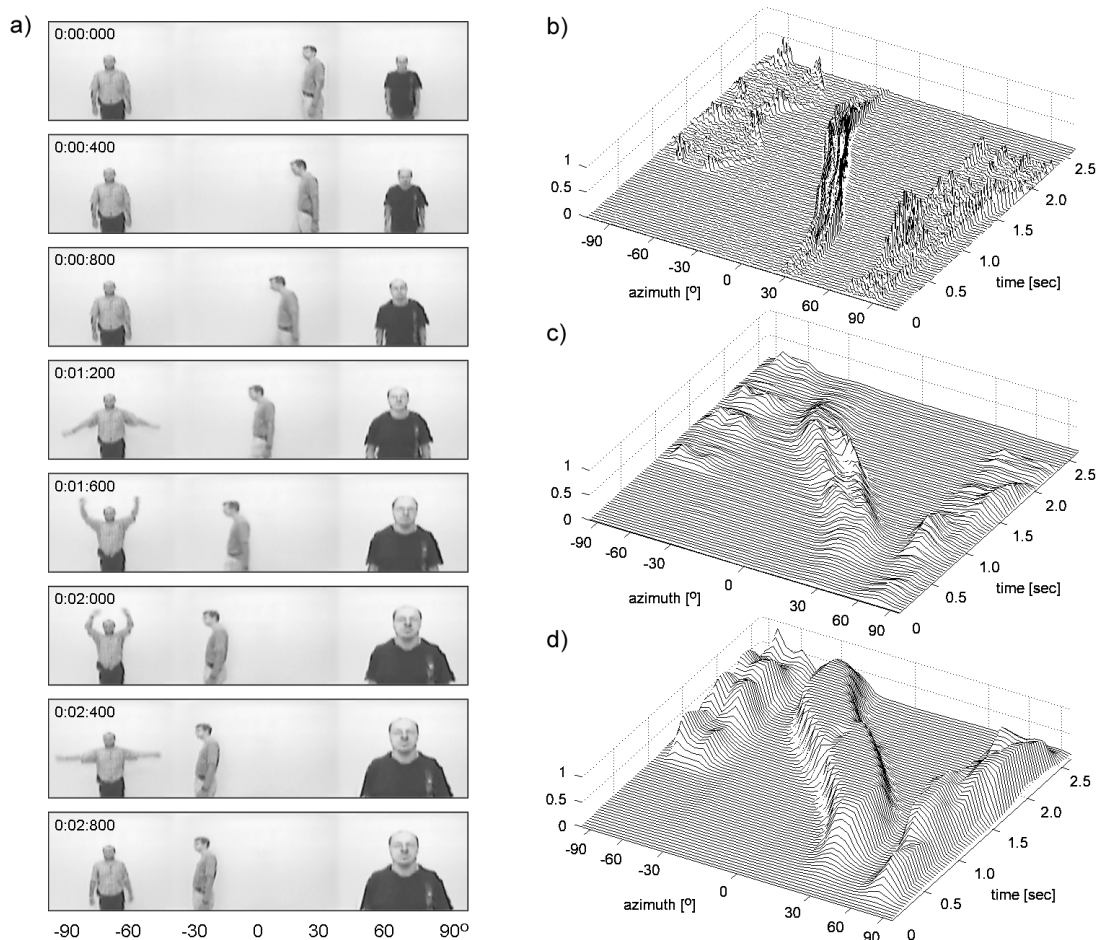 a)
0:00:000
0:00:400
0:00:800
0:01:200
0:01:600
0:02:000
0:02:400
0:02:800
-90 -60 -30 0 30 60 90º
b)
1
0.5
0
-90 -60 -30 0 30 60 90
azimuth [º]
0 0.5 1.0 1.5 2.0 2.5
time [sec]
c)
1
0.5
0
-90 -60 -30 0 30 60 90
azimuth [º]
0 0.5 1.0 1.5 2.0 2.5
time [sec]
d)
1
0.5
0
-90 -60 -30 0 30 60 90
azimuth [º]
0 0.5 1.0 1.5 2.0 2.5
time [sec]